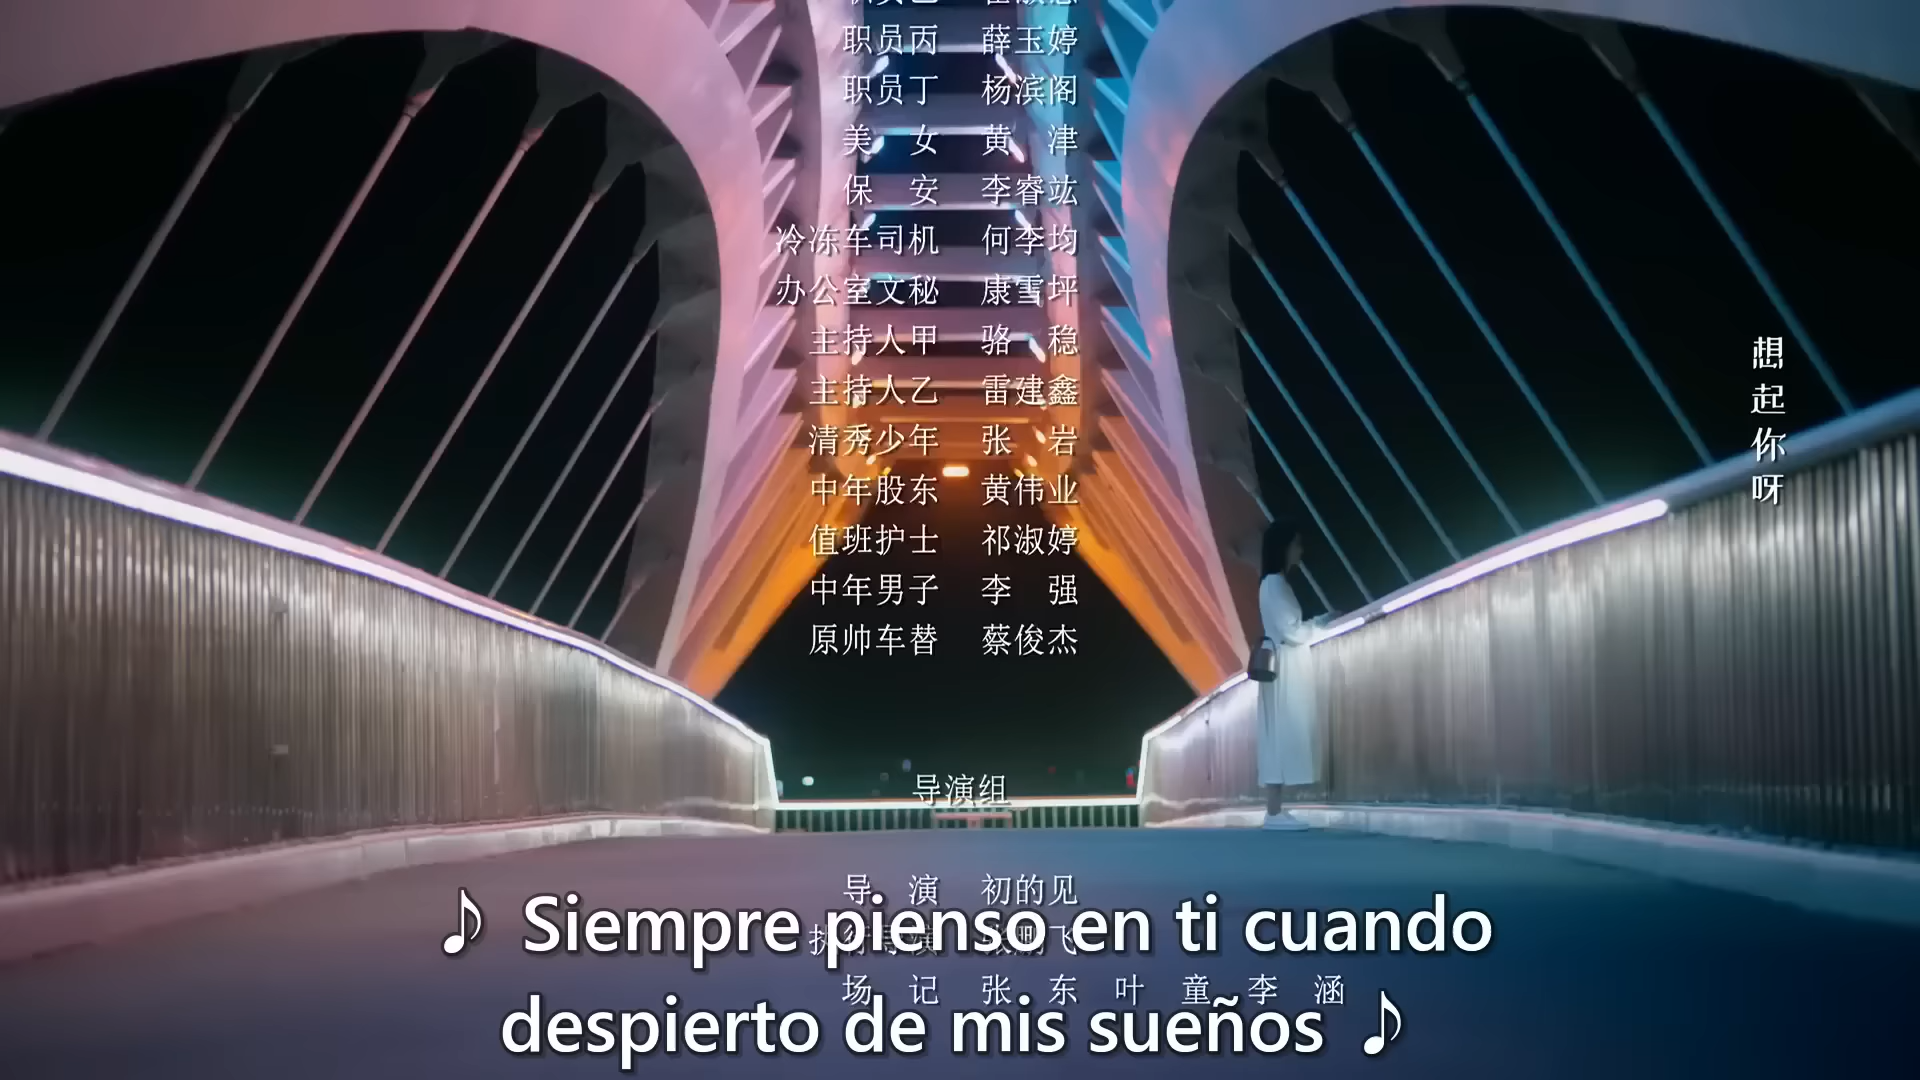 职员丙 薛玉婷
职员丁 杨滨阁
美 女 黄 津
保 安 李睿竑
冷冻车司机 何李均
办公室文秘 康雪坪
主持人甲 骆 稳
主持人乙 雷建鑫
清秀少年 张 岩
中年股东 黄伟业
值班护士 祁淑婷
中年男子 李 强
原帅车替 蔡俊杰
想起你呀
导演组
导 演 初的见
♪ Siempre pienso en ti cuando
场 记 张 东 叶 童 李 涵
despierto de mis sueños ♪